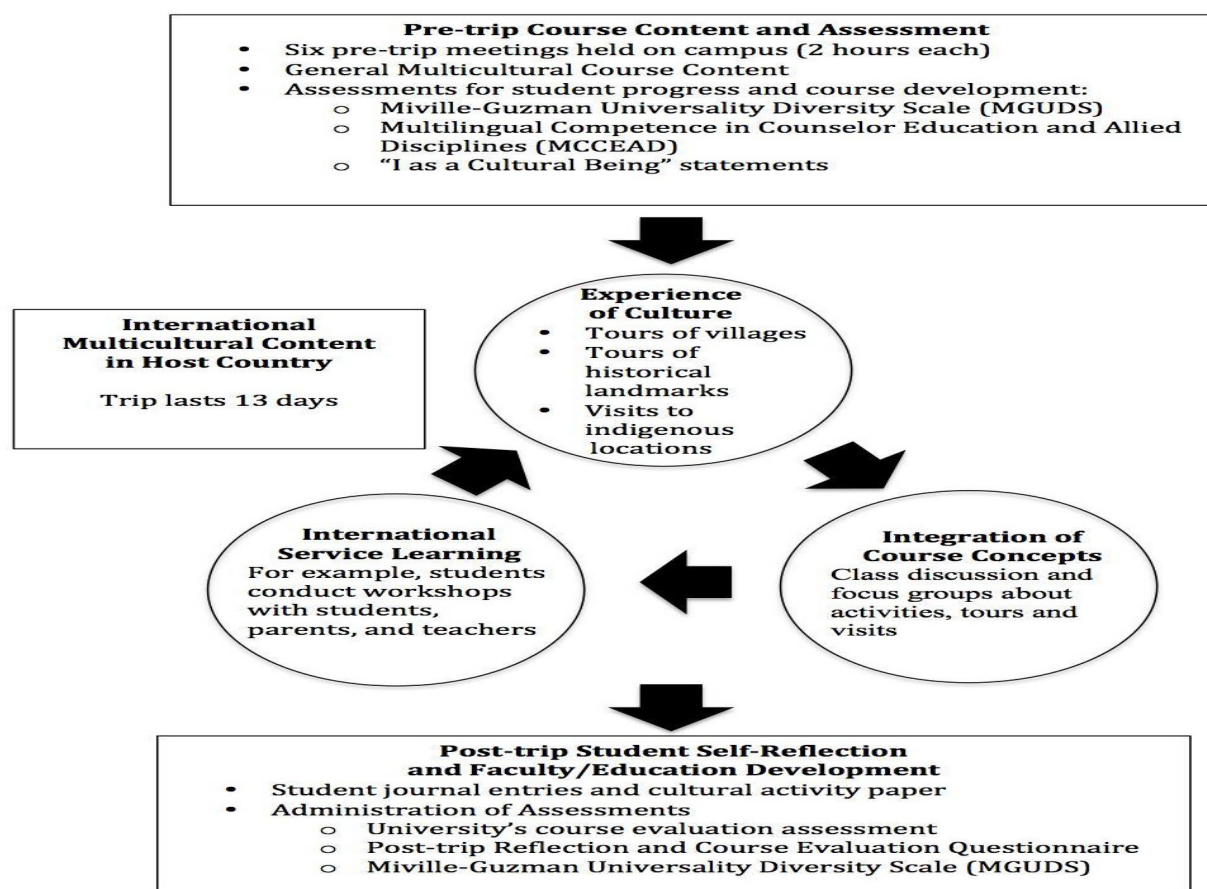 Pre-trip Course Content and Assessment
• Six pre-trip meetings held on campus (2 hours each)
• General Multicultural Course Content
• Assessments for student progress and course development:
o Miville-Guzman Universality Diversity Scale (MGUDS)
o Multilingual Competence in Counselor Education and Allied
Disciplines (MCCEAD)
o “I as a Cultural Being” statements
Experience
of Culture
• Tours of villages
• Tours of
historical
landmarks
• Visits to
indigenous
locations
International
Multicultural Content
in Host Country
Trip lasts 13 days
Integration of
Course Concepts
Class discussion and
focus groups about
activities, tours and
visits
International
Service Learning
For example, students
conduct workshops
with students,
parents, and teachers
Post-trip Student Self-Reflection
and Faculty/Education Development
• Student journal entries and cultural activity paper
• Administration of Assessments
o University’s course evaluation assessment
o Post-trip Reflection and Course Evaluation Questionnaire
o Miville-Guzman Universality Diversity Scale (MGUDS)